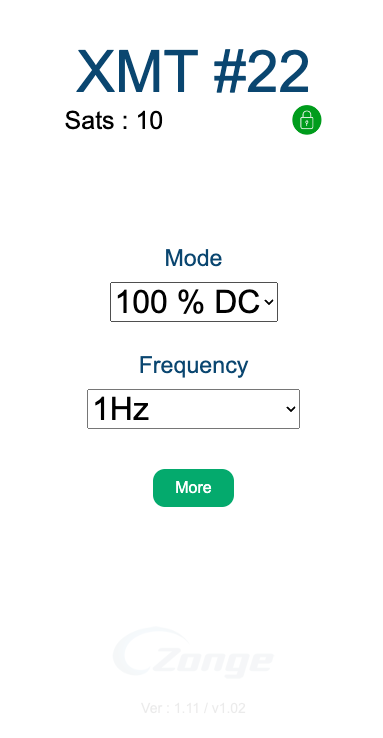 XMT #22
Sats : 10
Mode
100 % DC
Frequency
1Hz
More
Zonge
Ver : 1.11 / v1.02